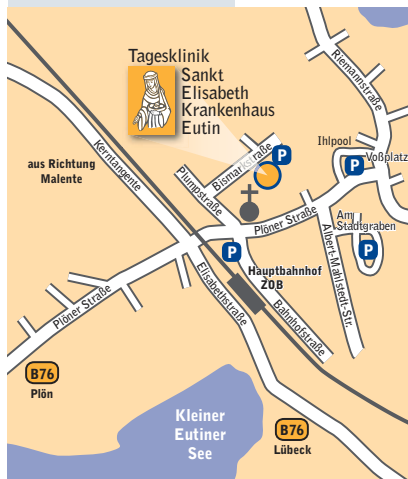 Tagesklinik
Sankt
Elisabeth
Krankenhaus
Eutin
Riemannstraße
Ihlpool
Voßplatz
P
P
Bismarkstraße
Kerntangente
aus Richtung
Malente
Plumpstraße
Plöner Straße
Am
Stadtgraben
P
P
Albert-Mahlstedt-Str.
Hauptbahnhof
ZOB
Elisabethstraße
Bahnhofstraße
Plöner Straße
B76
Plön
Kleiner
Eutiner
See
B76
Lübeck